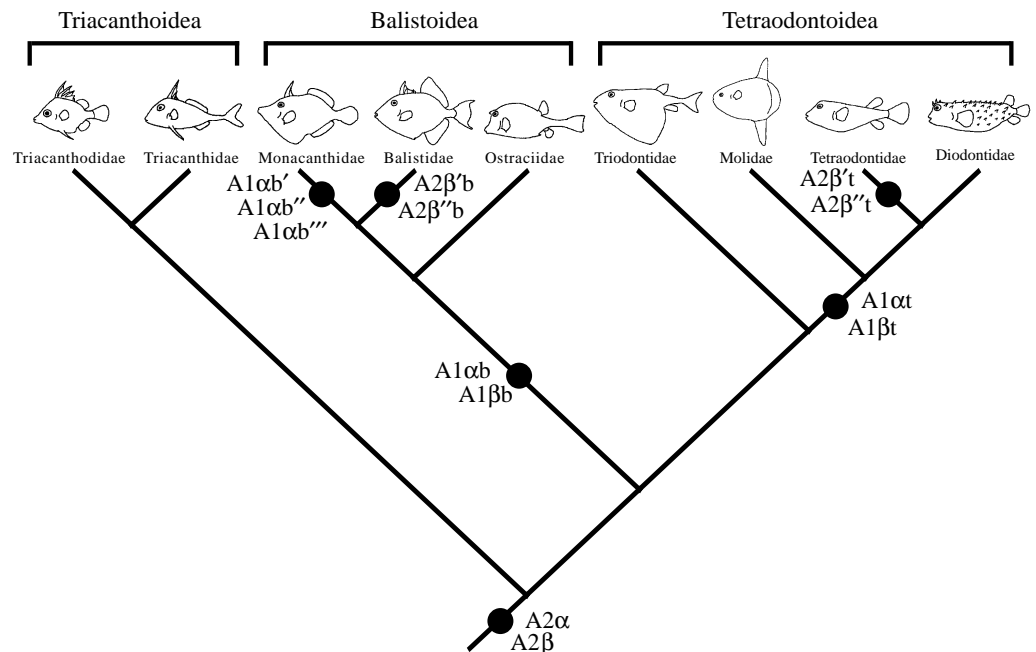 Triacanthoidea Balistoidea Tetraodontoidea
Triacanthodidae Triacanthidae Monacanthidae Balistidae Ostraciidae Triodontidae Molidae Tetraodontidae Diodontidae
A1αb′
A1αb′′
A1αb′′′
A2β′b
A2β′′b
A2β′t
A2β′′t
A1αt
A1βt
A1αb
A1βb
A2α
A2β